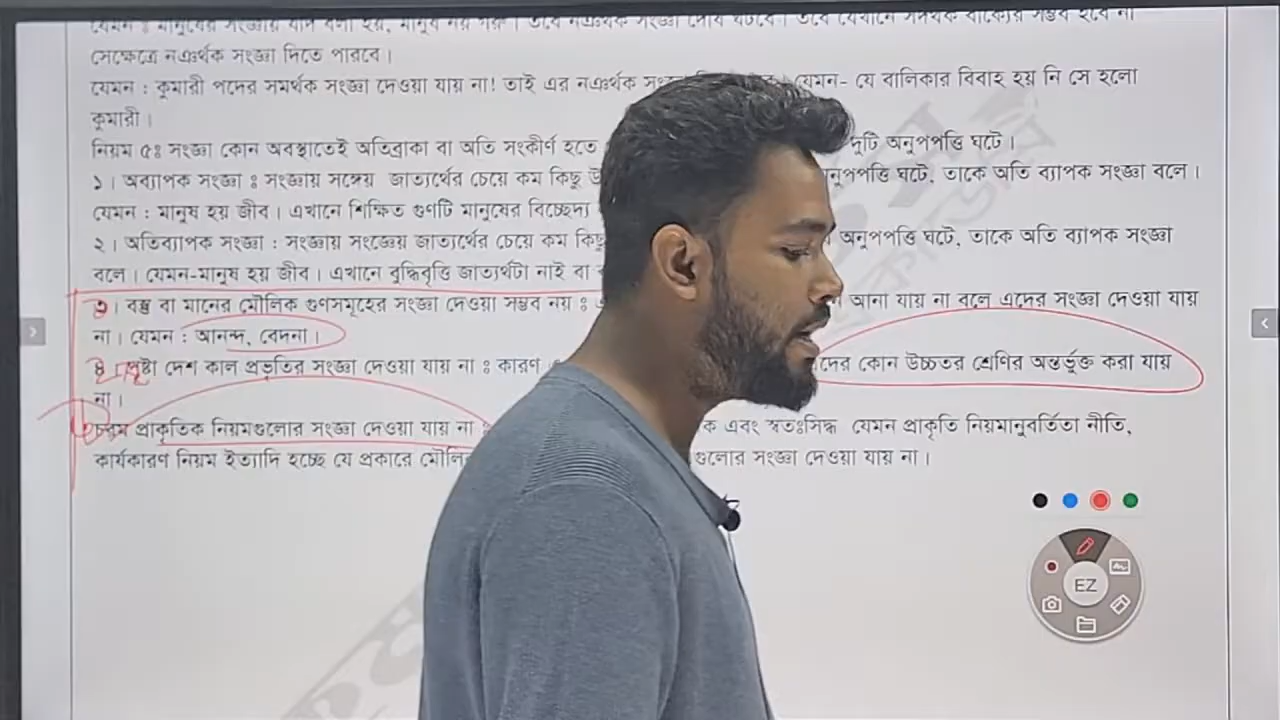 সেক্ষেত্রে নঞর্থক সংজ্ঞা দিতে পারবে।
যেমন : কুমারী পদের সমর্থক সংজ্ঞা দেওয়া যায় না! তাই এর নঞর্থক যেমন- যে বালিকার বিবাহ হয় নি সে হলো
কুমারী।
নিয়ম ৫ঃ সংজ্ঞা কোন অবস্থাতেই অতিব্রাকা বা অতি সংকীর্ণ হতে দুটি অনুপপত্তি ঘটে।
১। অব্যাপক সংজ্ঞা ঃ সংজ্ঞায় সঙ্গেয় জাত্যর্থের চেয়ে কম কিছু নুপপত্তি ঘটে, তাকে অতি ব্যাপক সংজ্ঞা বলে।
যেমন : মানুষ হয় জীব। এখানে শিক্ষিত গুণটি মানুষের বিচ্ছেদ্য
২। অতিব্যাপক সংজ্ঞা : সংজ্ঞায় সংজ্ঞেয় জাত্যর্থের চেয়ে কম কিছু অনুপপত্তি ঘটে, তাকে অতি ব্যাপক সংজ্ঞা
বলে। যেমন-মানুষ হয় জীব। এখানে বুদ্ধিবৃত্তি জাত্যর্থটা নাই বা
৩। বস্তু বা মানের মৌলিক গুণসমূহের সংজ্ঞা দেওয়া সম্ভব নয় ঃ আনা যায় না বলে এদের সংজ্ঞা দেওয়া যায়
না। যেমন : আনন্দ, বেদনা।
৪ দেশ কাল প্রভৃতির সংজ্ঞা দেওয়া যায় না ঃ কারণ দের কোন উচ্চতর শ্রেণির অন্তর্ভুক্ত করা যায়
না।
চরম প্রাকৃতিক নিয়মগুলোর সংজ্ঞা দেওয়া যায় না ক এবং স্বতঃসিদ্ধ যেমন প্রাকৃতি নিয়মানুবর্তিতা নীতি,
কার্যকারণ নিয়ম ইত্যাদি হচ্ছে যে প্রকারে মৌলি গুলোর সংজ্ঞা দেওয়া যায় না।
EZ